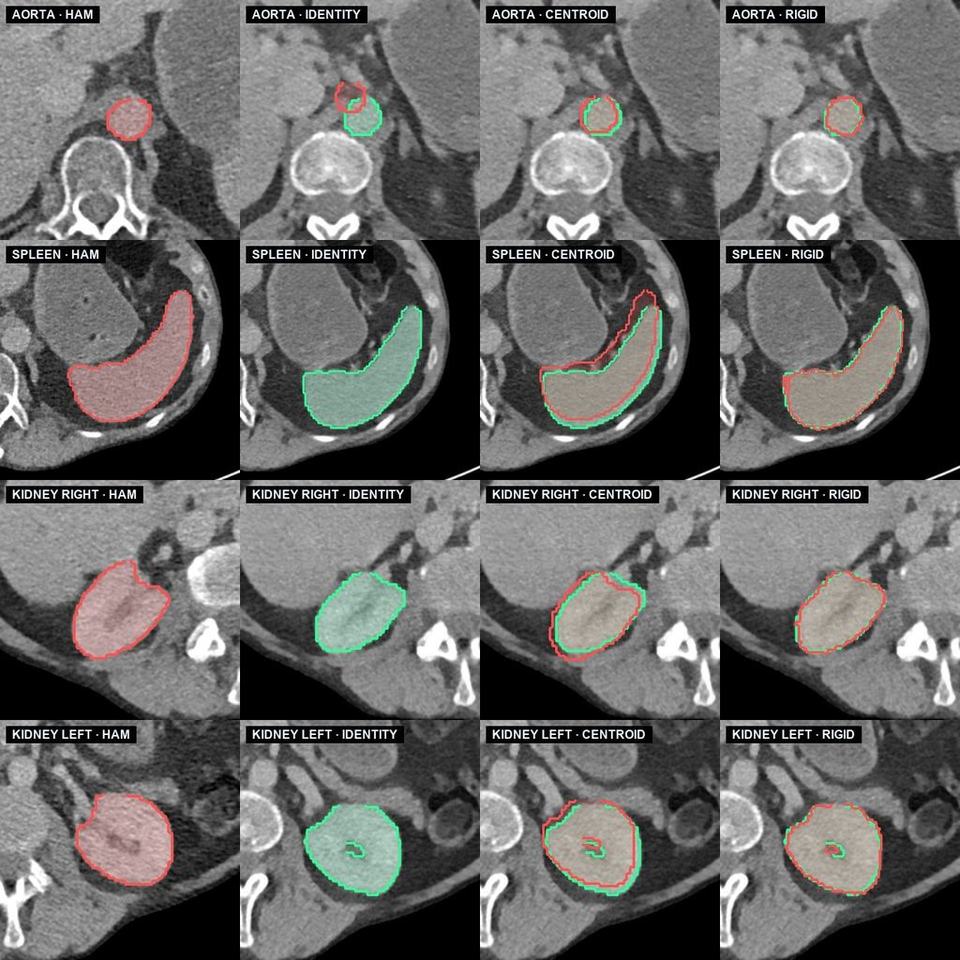 AORTA · HAM
AORTA · IDENTITY
AORTA · CENTROID
AORTA · RIGID
SPLEEN · HAM
SPLEEN · IDENTITY
SPLEEN · CENTROID
SPLEEN · RIGID
KIDNEY RIGHT · HAM
KIDNEY RIGHT · IDENTITY
KIDNEY RIGHT · CENTROID
KIDNEY RIGHT · RIGID
KIDNEY LEFT · HAM
KIDNEY LEFT · IDENTITY
KIDNEY LEFT · CENTROID
KIDNEY LEFT · RIGID